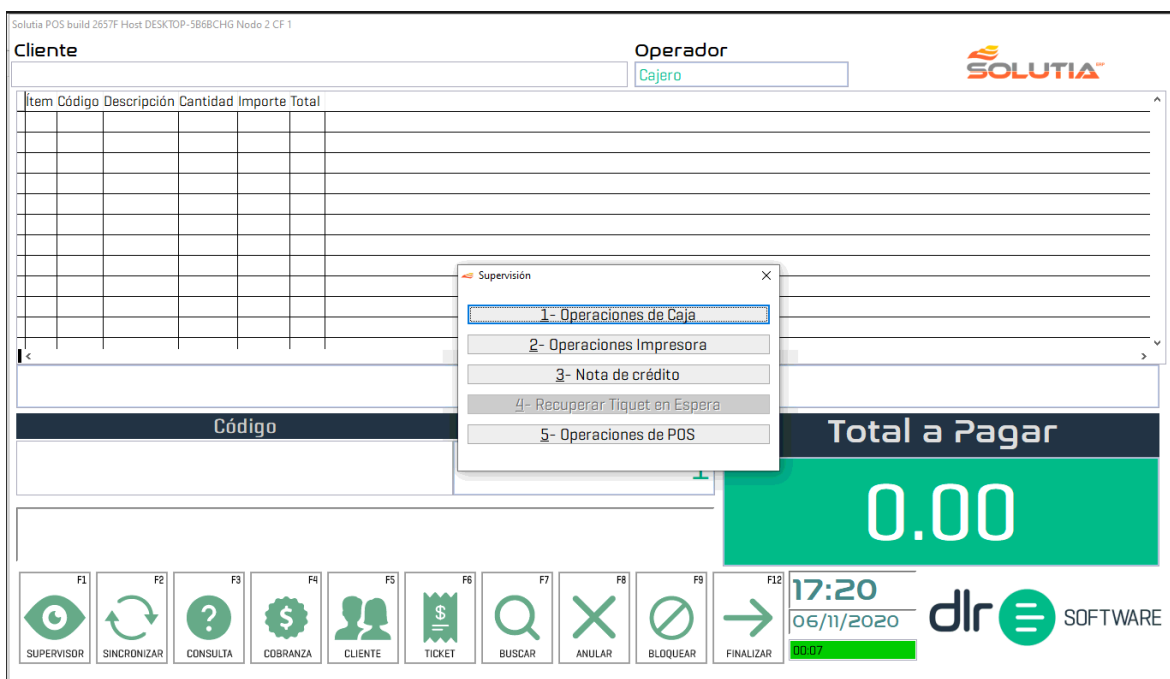 Solutia POS build 2657F Host DESKTOP-5B6BCHG Nodo 2 CF 1
Cliente
Operador
Cajero
SOLUTIA
Ítem Código Descripción Cantidad Importe Total
Supervisión
1- Operaciones de Caja
2- Operaciones Impresora
3- Nota de crédito
4- Recuperar Tiquet en Espera
5- Operaciones de POS
Código
1
Total a Pagar
0.00
F1 F2 F3 F4 F5 F6 F7 F8 F9 F12
SUPERVISOR SINCRONIZAR CONSULTA COBRANZA CLIENTE TICKET BUSCAR ANULAR BLOQUEAR FINALIZAR
17:20
06/11/2020
00:07
dlr SOFTWARE